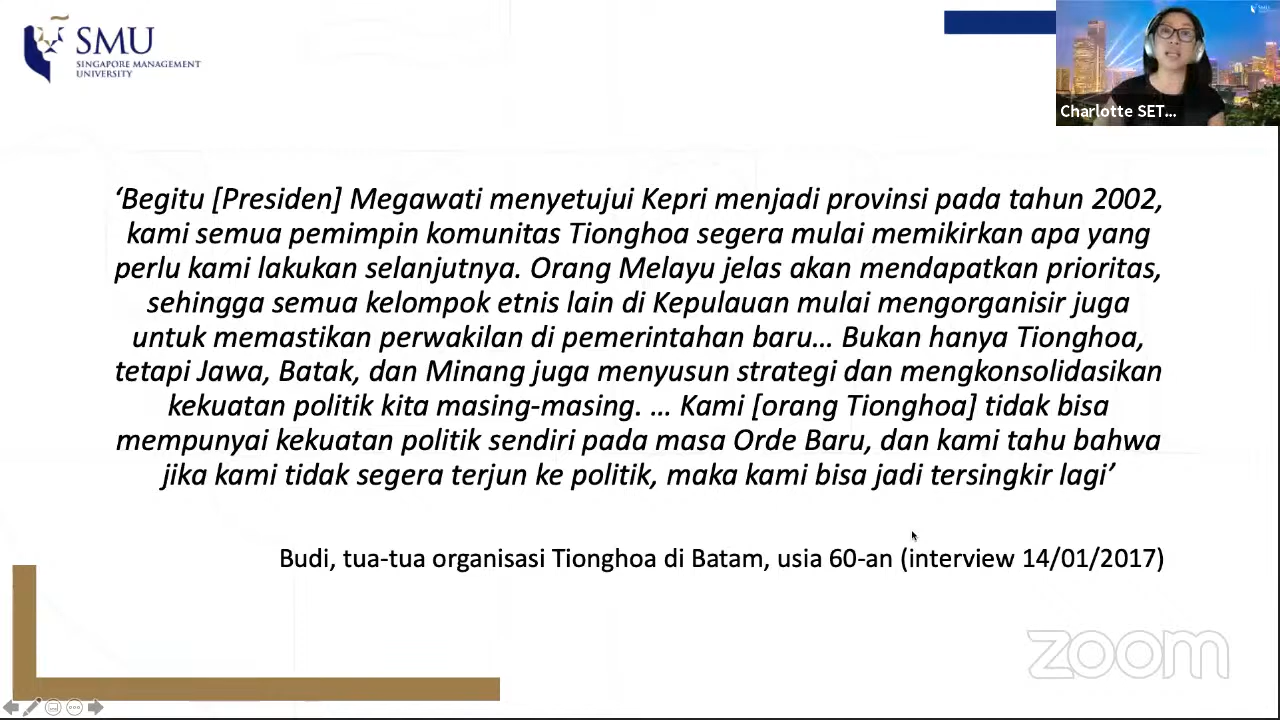 SMU
SINGAPORE MANAGEMENT
UNIVERSITY
Charlotte SET...
‘Begitu [Presiden] Megawati menyetujui Kepri menjadi provinsi pada tahun 2002,
kami semua pemimpin komunitas Tionghoa segera mulai memikirkan apa yang
perlu kami lakukan selanjutnya. Orang Melayu jelas akan mendapatkan prioritas,
sehingga semua kelompok etnis lain di Kepulauan mulai mengorganisir juga
untuk memastikan perwakilan di pemerintahan baru... Bukan hanya Tionghoa,
tetapi Jawa, Batak, dan Minang juga menyusun strategi dan mengkonsolidasikan
kekuatan politik kita masing-masing. ... Kami [orang Tionghoa] tidak bisa
mempunyai kekuatan politik sendiri pada masa Orde Baru, dan kami tahu bahwa
jika kami tidak segera terjun ke politik, maka kami bisa jadi tersingkir lagi’
Budi, tua-tua organisasi Tionghoa di Batam, usia 60-an (interview 14/01/2017)
zoom